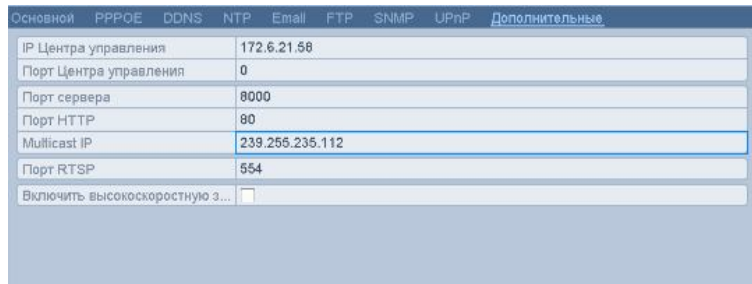 Основной PPPOE DDNS NTP Email FTP SNMP UPnP Дополнительные
IP Центра управления 172.6.21.58
Порт Центра управления 0
Порт сервера 8000
Порт HTTP 80
Multicast IP 239.255.235.112
Порт RTSP 554
Включить высокоскоростную з...